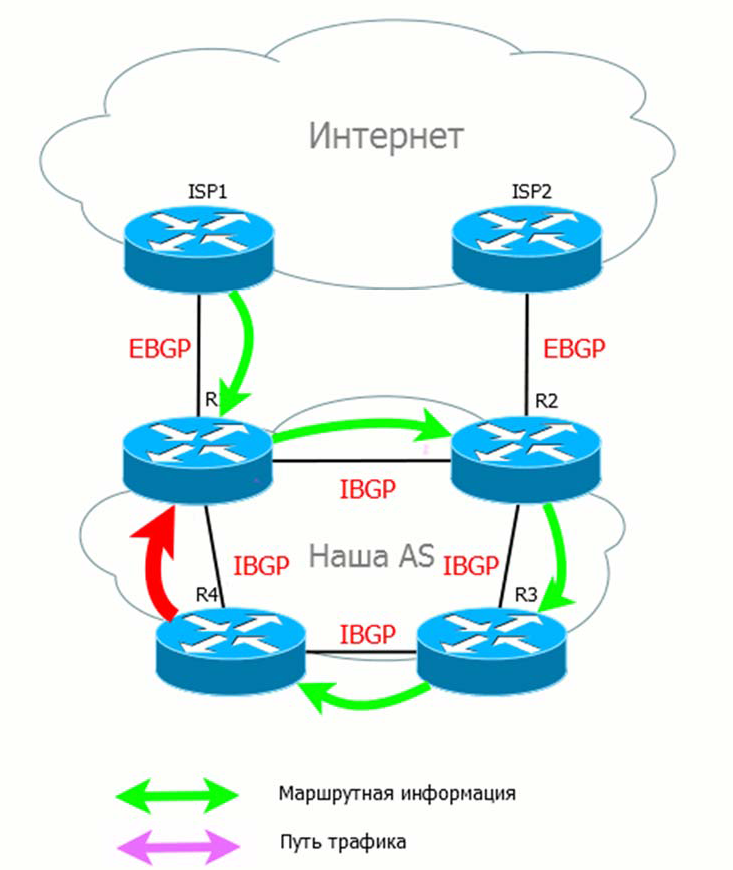 Интернет
ISP1
ISP2
EBGP
EBGP
R
R2
IBGP
IBGP
Наша AS
IBGP
R4
R3
IBGP
Маршрутная информация
Путь трафика